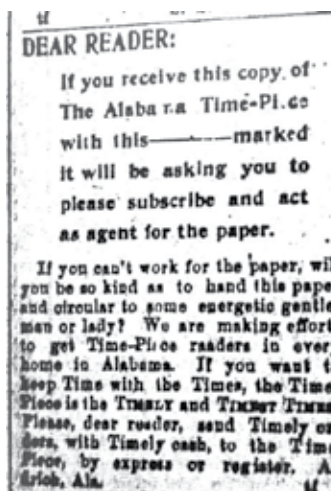 tf
DEAR READER:
If you receive this copy of
The Alaba ra Time-Pi.ce
with this———marked
it will be asking you to
please subscribe and act
as agent for the paper.
If you can't work for the paper, wil
you be so kind as to hand this pape
and circular to some energetic gentle
man or lady? We are making effort
to get Time-Piece readers in ever
home in Alabama. If you want t
keep Time with the Times, the Time
Piece is the TIMELY and
Please, dear reader, send Timely or
ders, with Timely cash, to the Time
Piece, by express or register.
Ala.
tf